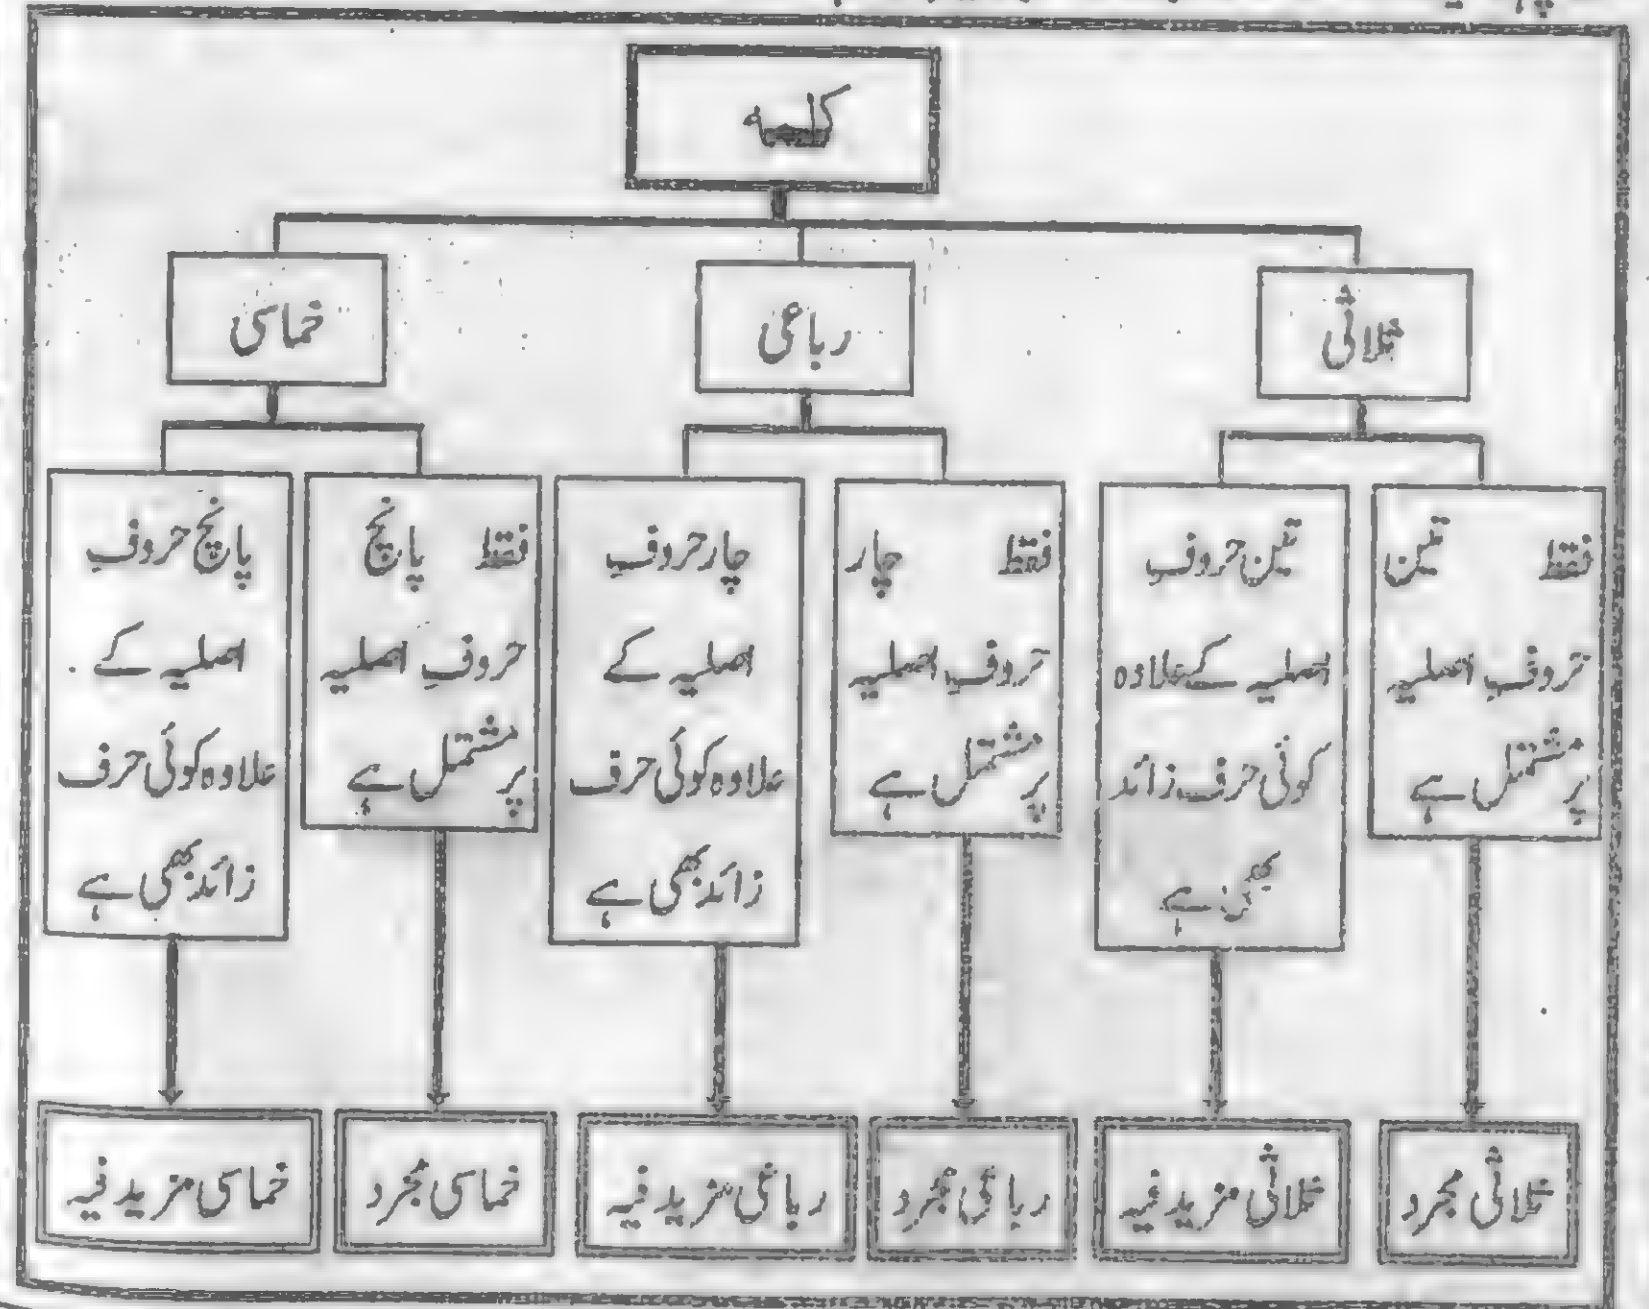 کلمہ
ثلاثی
رباعی
خماسی
فقط تین
حروفِ اصلیہ
پر مشتمل ہے
تین حروفِ
اصلیہ کے علاوہ
کوئی حرف زائد
بھی ہے
فقط چار
حروفِ اصلیہ
پر مشتمل ہے
چار حروفِ
اصلیہ کے
علاوہ کوئی حرف
زائد بھی ہے
فقط پانچ
حروفِ اصلیہ
پر مشتمل ہے
پانچ حروفِ
اصلیہ کے
علاوہ کوئی حرف
زائد بھی ہے
ثلاثی مجرد
ثلاثی مزید فیہ
رباعی مجرد
رباعی مزید فیہ
خماسی مجرد
خماسی مزید فیہ